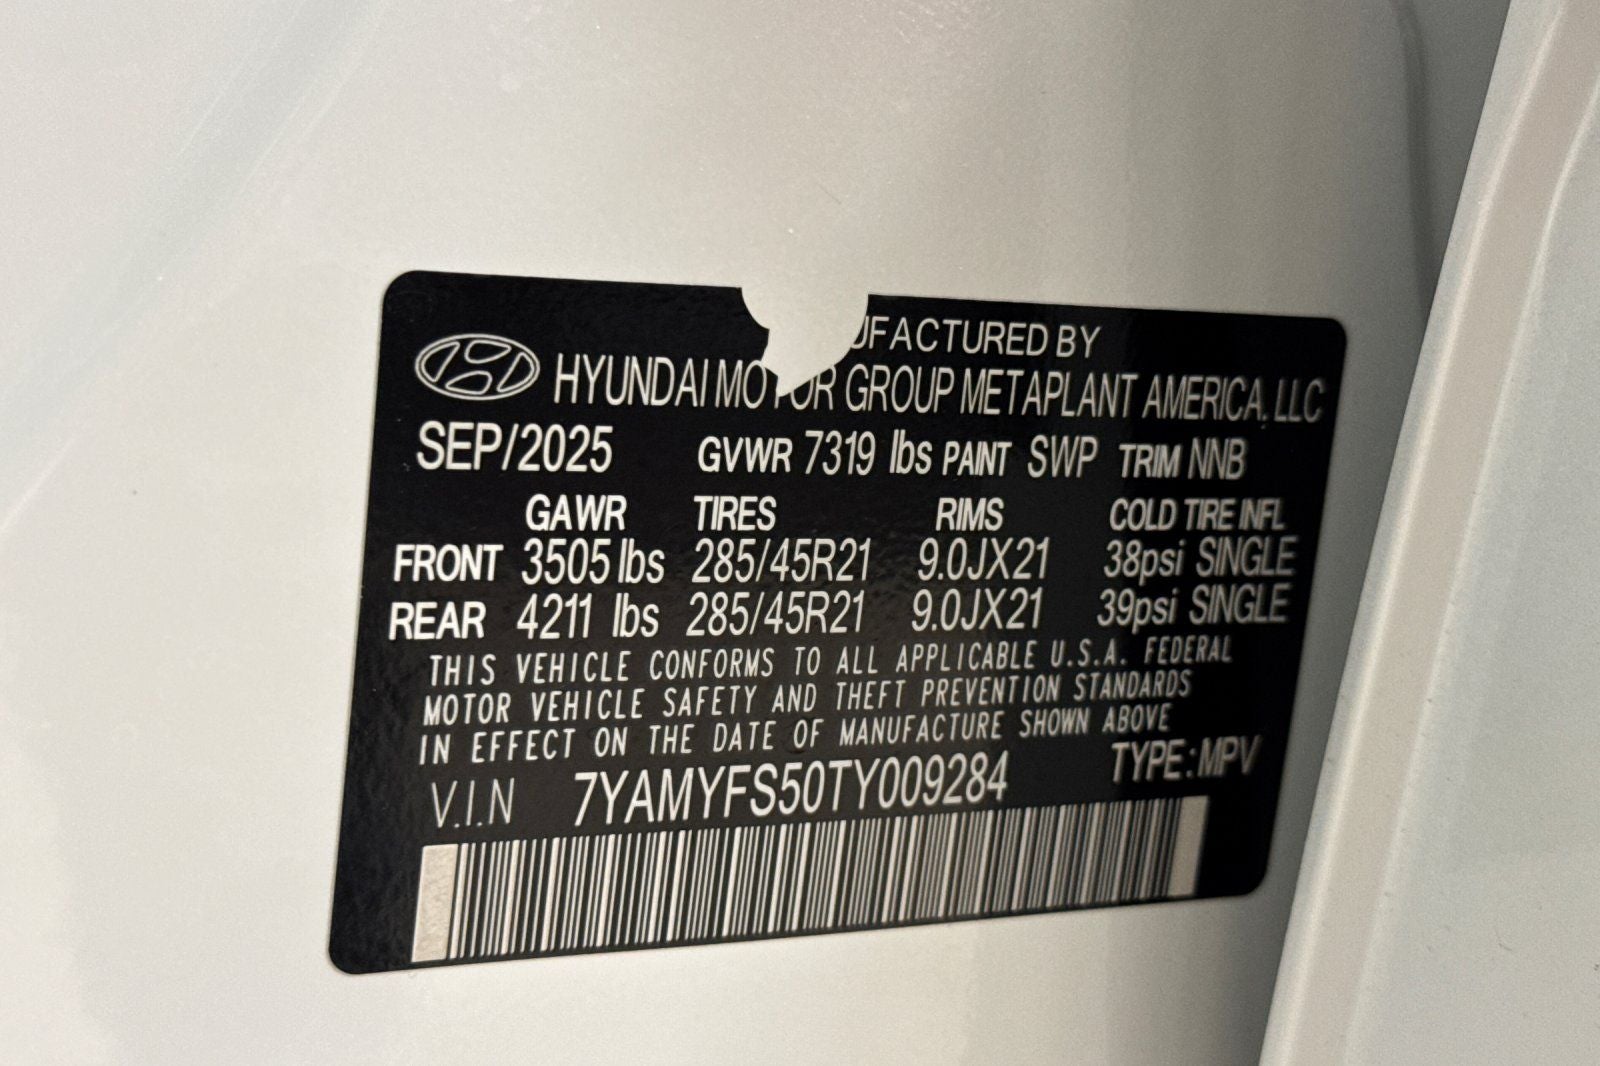 UFACTURED BY
HYUNDAI MOTOR GROUP METAPLANT AMERICA, LLC
SEP/2025 GVWR 7319 lbs PAINT SWP TRIM NNB
GAWR TIRES RIMS COLD TIRE INFL
FRONT 3505 lbs 285/45R21 9.0JX21 38psi SINGLE
REAR 4211 lbs 285/45R21 9.0JX21 39psi SINGLE
THIS VEHICLE CONFORMS TO ALL APPLICABLE U.S.A. FEDERAL
MOTOR VEHICLE SAFETY AND THEFT PREVENTION STANDARDS
IN EFFECT ON THE DATE OF MANUFACTURE SHOWN ABOVE
V.I.N 7YAMYFS50TY009284 TYPE:MPV